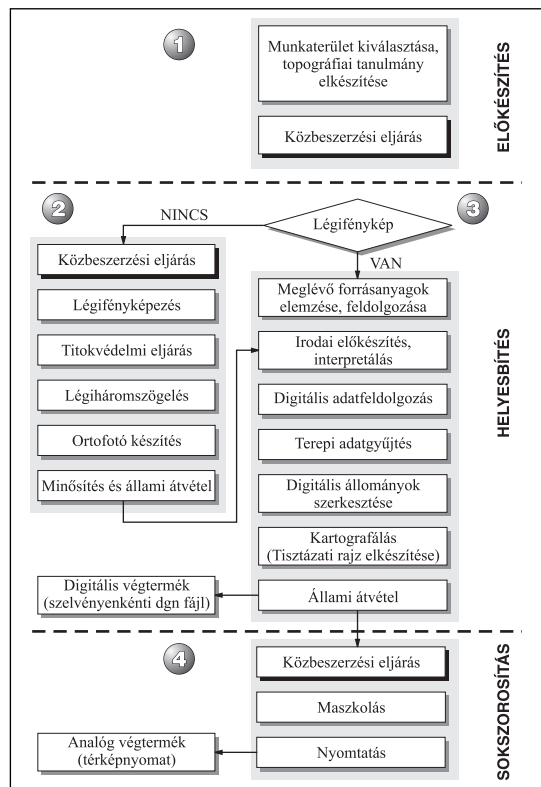 1
Munkaterület kiválasztása,
topográfiai tanulmány
elkészítése
Közbeszerzési eljárás
ELŐKÉSZÍTÉS
2
NINCS
Légifénykép
3
VAN
Közbeszerzési eljárás
Légifényképezés
Titokvédelmi eljárás
Légiháromszögelés
Ortofotó készítés
Minősítés és állami átvétel
Meglévő forrásanyagok
elemzése, feldolgozása
Irodai előkészítés,
interpretálás
Digitális adatfeldolgozás
Terepi adatgyűjtés
Digitális állományok
szerkesztése
Kartografálás
(Tisztázati rajz elkészítése)
Állami átvétel
Digitális végtermék
(szelvényenkénti dgn fájl)
HELYESBÍTÉS
4
Közbeszerzési eljárás
Maszkolás
Nyomtatás
Analóg végtermék
(térképnyomat)
SOKSZOROSÍTÁS